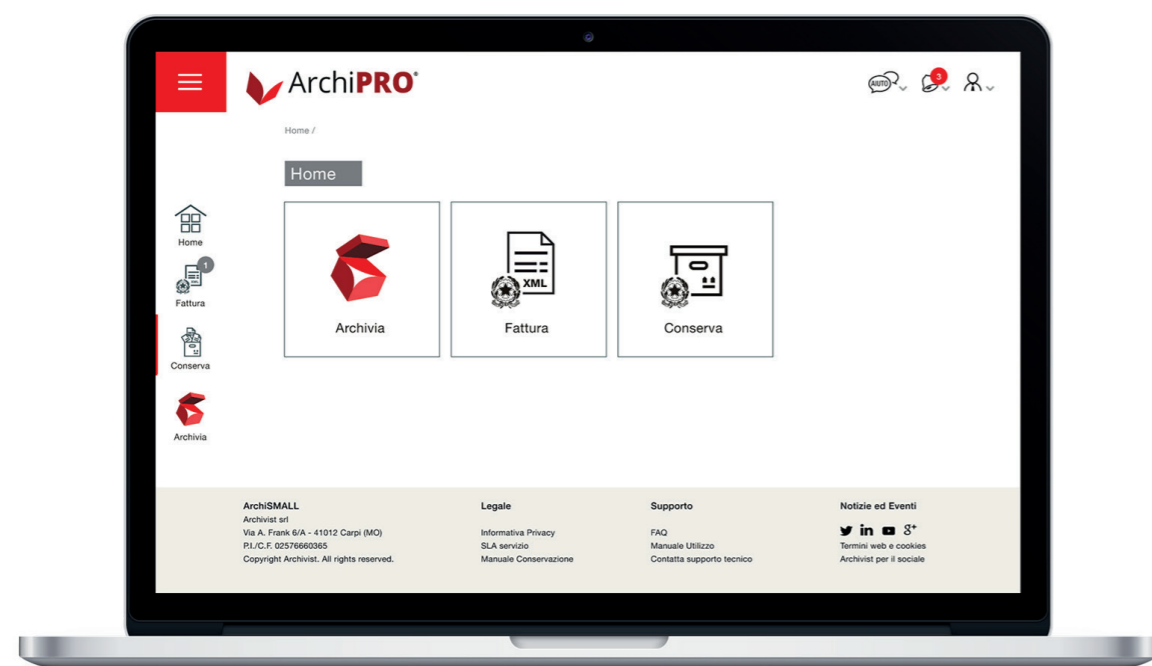 ArchiPRO®
AIUTO
3
Home /
Home
Home
1
Fattura
Conserva
Archivia
Archivia
XML
Fattura
Conserva
ArchiSMALL
Archivist srl
Via A. Frank 6/A - 41012 Carpi (MO)
P.I./C.F. 02576660365
Copyright Archivist. All rights reserved.
Legale
Informativa Privacy
SLA servizio
Manuale Conservazione
Supporto
FAQ
Manuale Utilizzo
Contatta supporto tecnico
Notizie ed Eventi
in
g+
Termini web e cookies
Archivist per il sociale